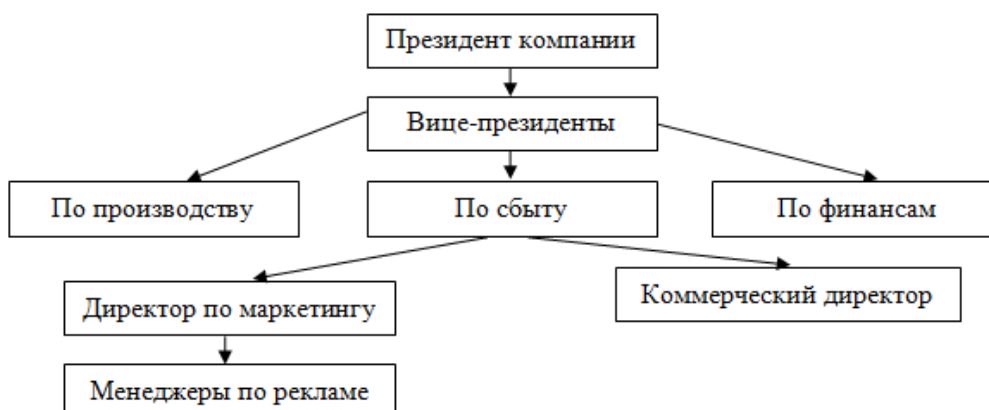 Президент компании
Вице-президенты
По производству
По сбыту
По финансам
Директор по маркетингу
Коммерческий директор
Менеджеры по рекламе